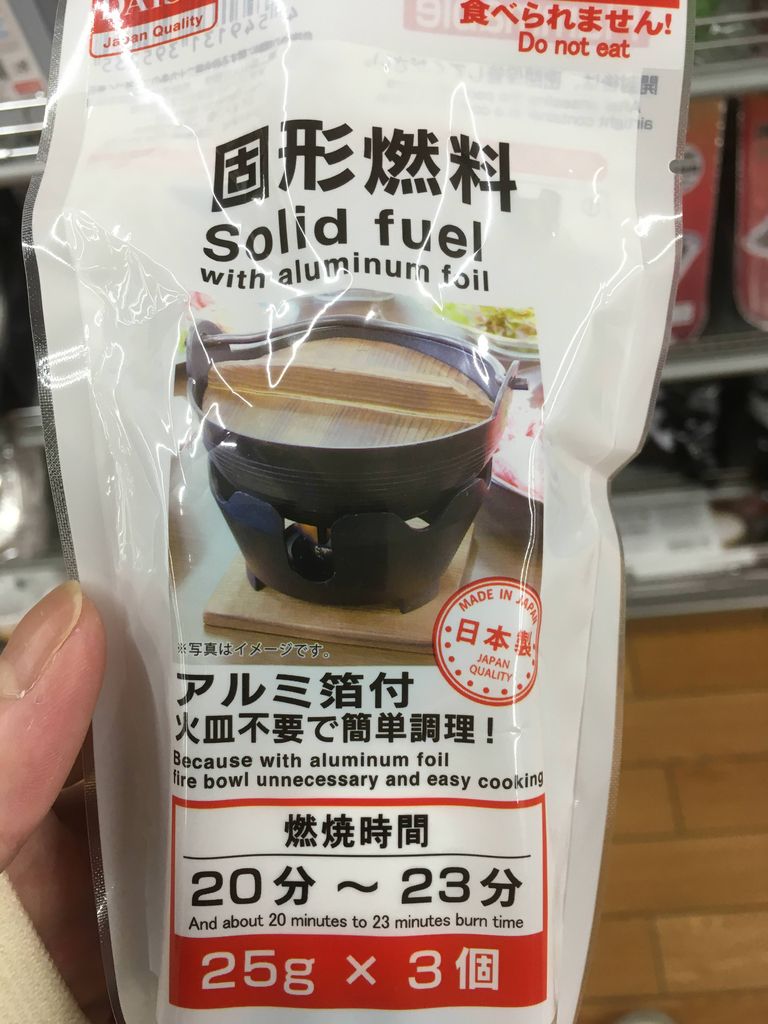 Japan Quality
食べられません!
Do not eat
固形燃料
Solid fuel
with aluminum foil
※写真はイメージです。
MADE IN JAPAN
日本製
JAPAN
QUALITY
アルミ箔付
火皿不要で簡単調理!
Because with aluminum foil
fire bowl unnecessary and easy cooking
燃焼時間
20分 ～ 23分
And about 20 minutes to 23 minutes burn time
25g × 3個